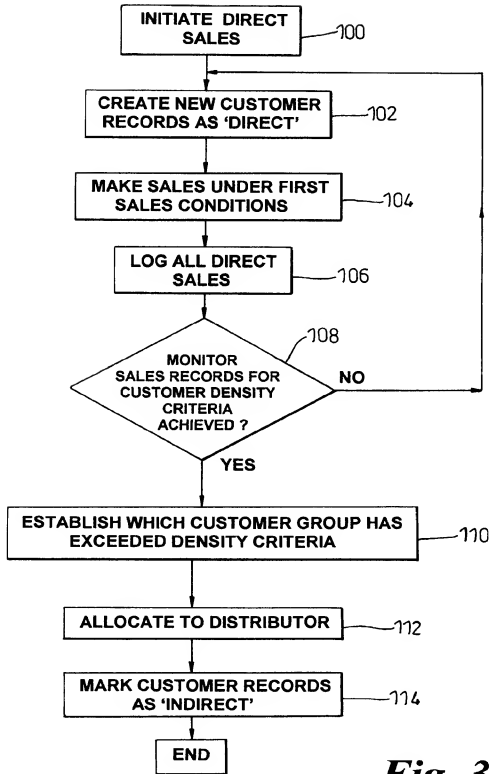 INITIATE DIRECT
SALES
100
CREATE NEW CUSTOMER
RECORDS AS 'DIRECT'
102
MAKE SALES UNDER FIRST
SALES CONDITIONS
104
LOG ALL DIRECT
SALES
106
108
MONITOR
SALES RECORDS FOR
CUSTOMER DENSITY
CRITERIA
ACHIEVED ?
NO
YES
ESTABLISH WHICH CUSTOMER GROUP HAS
EXCEEDED DENSITY CRITERIA
110
ALLOCATE TO DISTRIBUTOR
112
MARK CUSTOMER RECORDS
AS 'INDIRECT'
114
END
Fig. 3